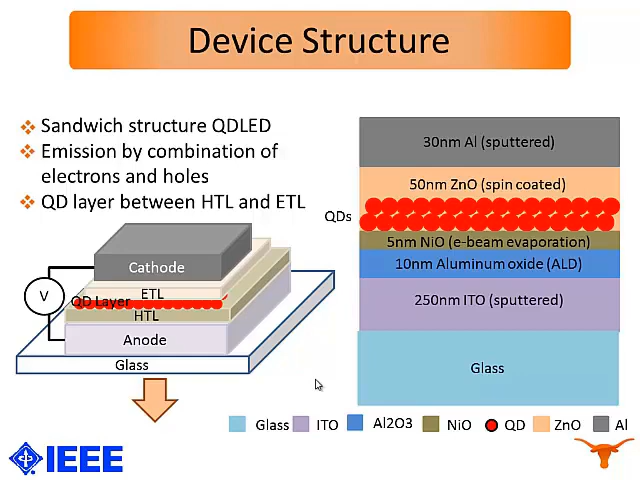 Device Structure
❖ Sandwich structure QDLED
❖ Emission by combination of
electrons and holes
❖ QD layer between HTL and ETL
30nm Al (sputtered)
50nm ZnO (spin coated)
QDs
5nm NiO (e-beam evaporation)
10nm Aluminum oxide (ALD)
250nm ITO (sputtered)
Glass
Cathode
ETL
QD Layer
HTL
Anode
Glass
V
Glass ITO Al2O3 NiO QD ZnO Al
IEEE